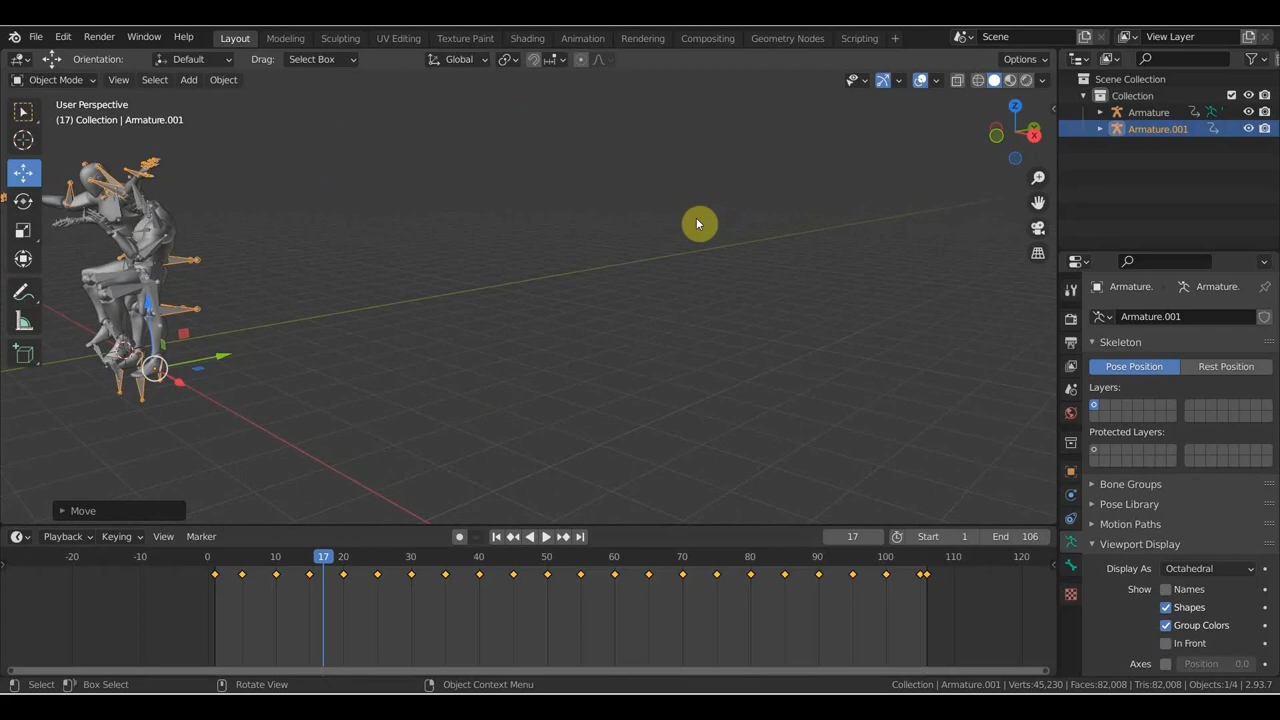 File Edit Render Window Help Layout Modeling Sculpting UV Editing Texture Paint Shading Animation Rendering Compositing Geometry Nodes Scripting + Scene View Layer
Orientation: Default Drag: Select Box Global Options
Object Mode View Select Add Object
User Perspective
(17) Collection | Armature.001
Z
X
Move
Scene Collection
Collection
Armature
Armature.001
Armature. Armature.
Armature.001
Skeleton
Pose Position Rest Position
Layers:
Protected Layers:
Bone Groups
Pose Library
Motion Paths
Viewport Display
Display As Octahedral
Show Names
Shapes
Group Colors
In Front
Axes Position 0.0
Playback Keying View Marker 17 Start 1 End 106
-20 -10 0 10 17 20 30 40 50 60 70 80 90 100 110 120
Select Box Select Rotate View Object Context Menu Collection | Armature.001 | Verts:45,230 | Faces:82,008 | Tris:82,008 | Objects:1/4 | 2.93.7